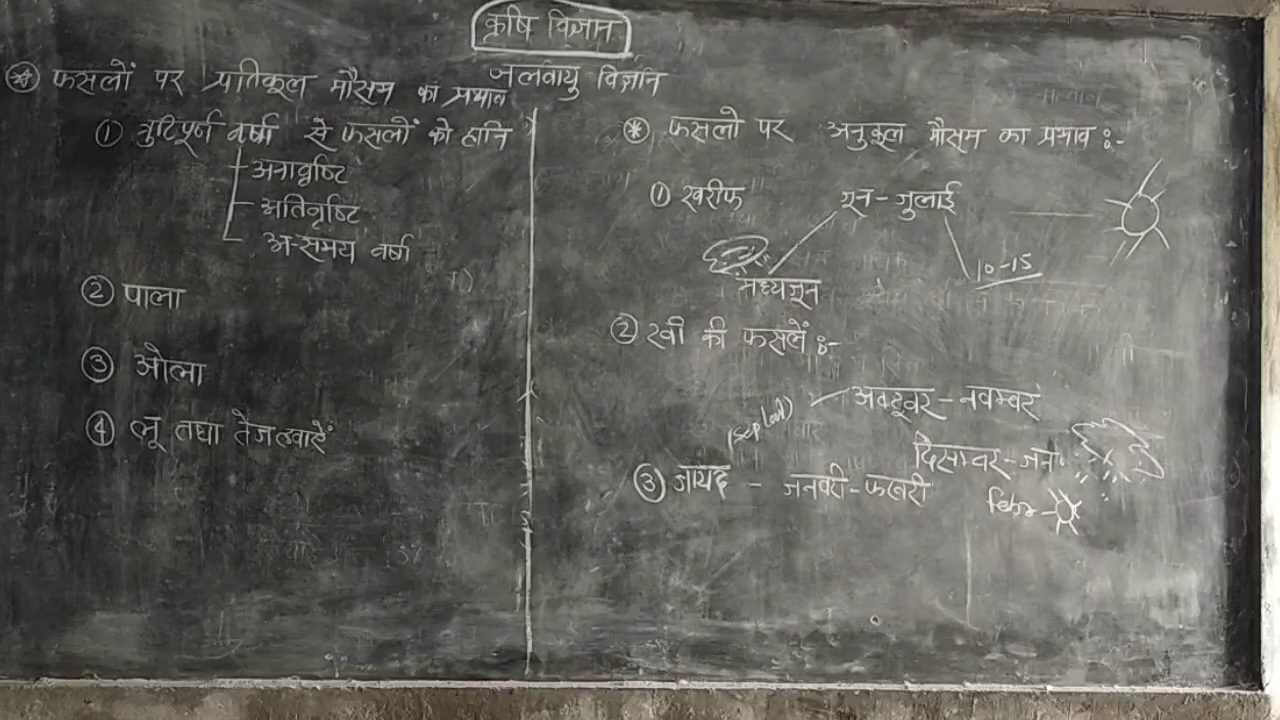 कृषि विज्ञान
जलवायु विज्ञान
फसलों पर प्रतिकूल मौसम का प्रभाव
① त्रुटिपूर्ण वर्षा से फसलों को हानि
अनावृष्टि
अतिवृष्टि
अ-समय वर्षा
② पाला
③ ओला
④ लू तथा तेज हवाऐं
फसलो पर अनुकूल मौसम का प्रभाव :-
① खरीफ जून - जुलाई
मध्य जून 10-15
② रबी की फसलें :-
अक्टूबर - नवम्बर
दिसम्बर - जन.
③ जायद - जनवरी - फरवरी